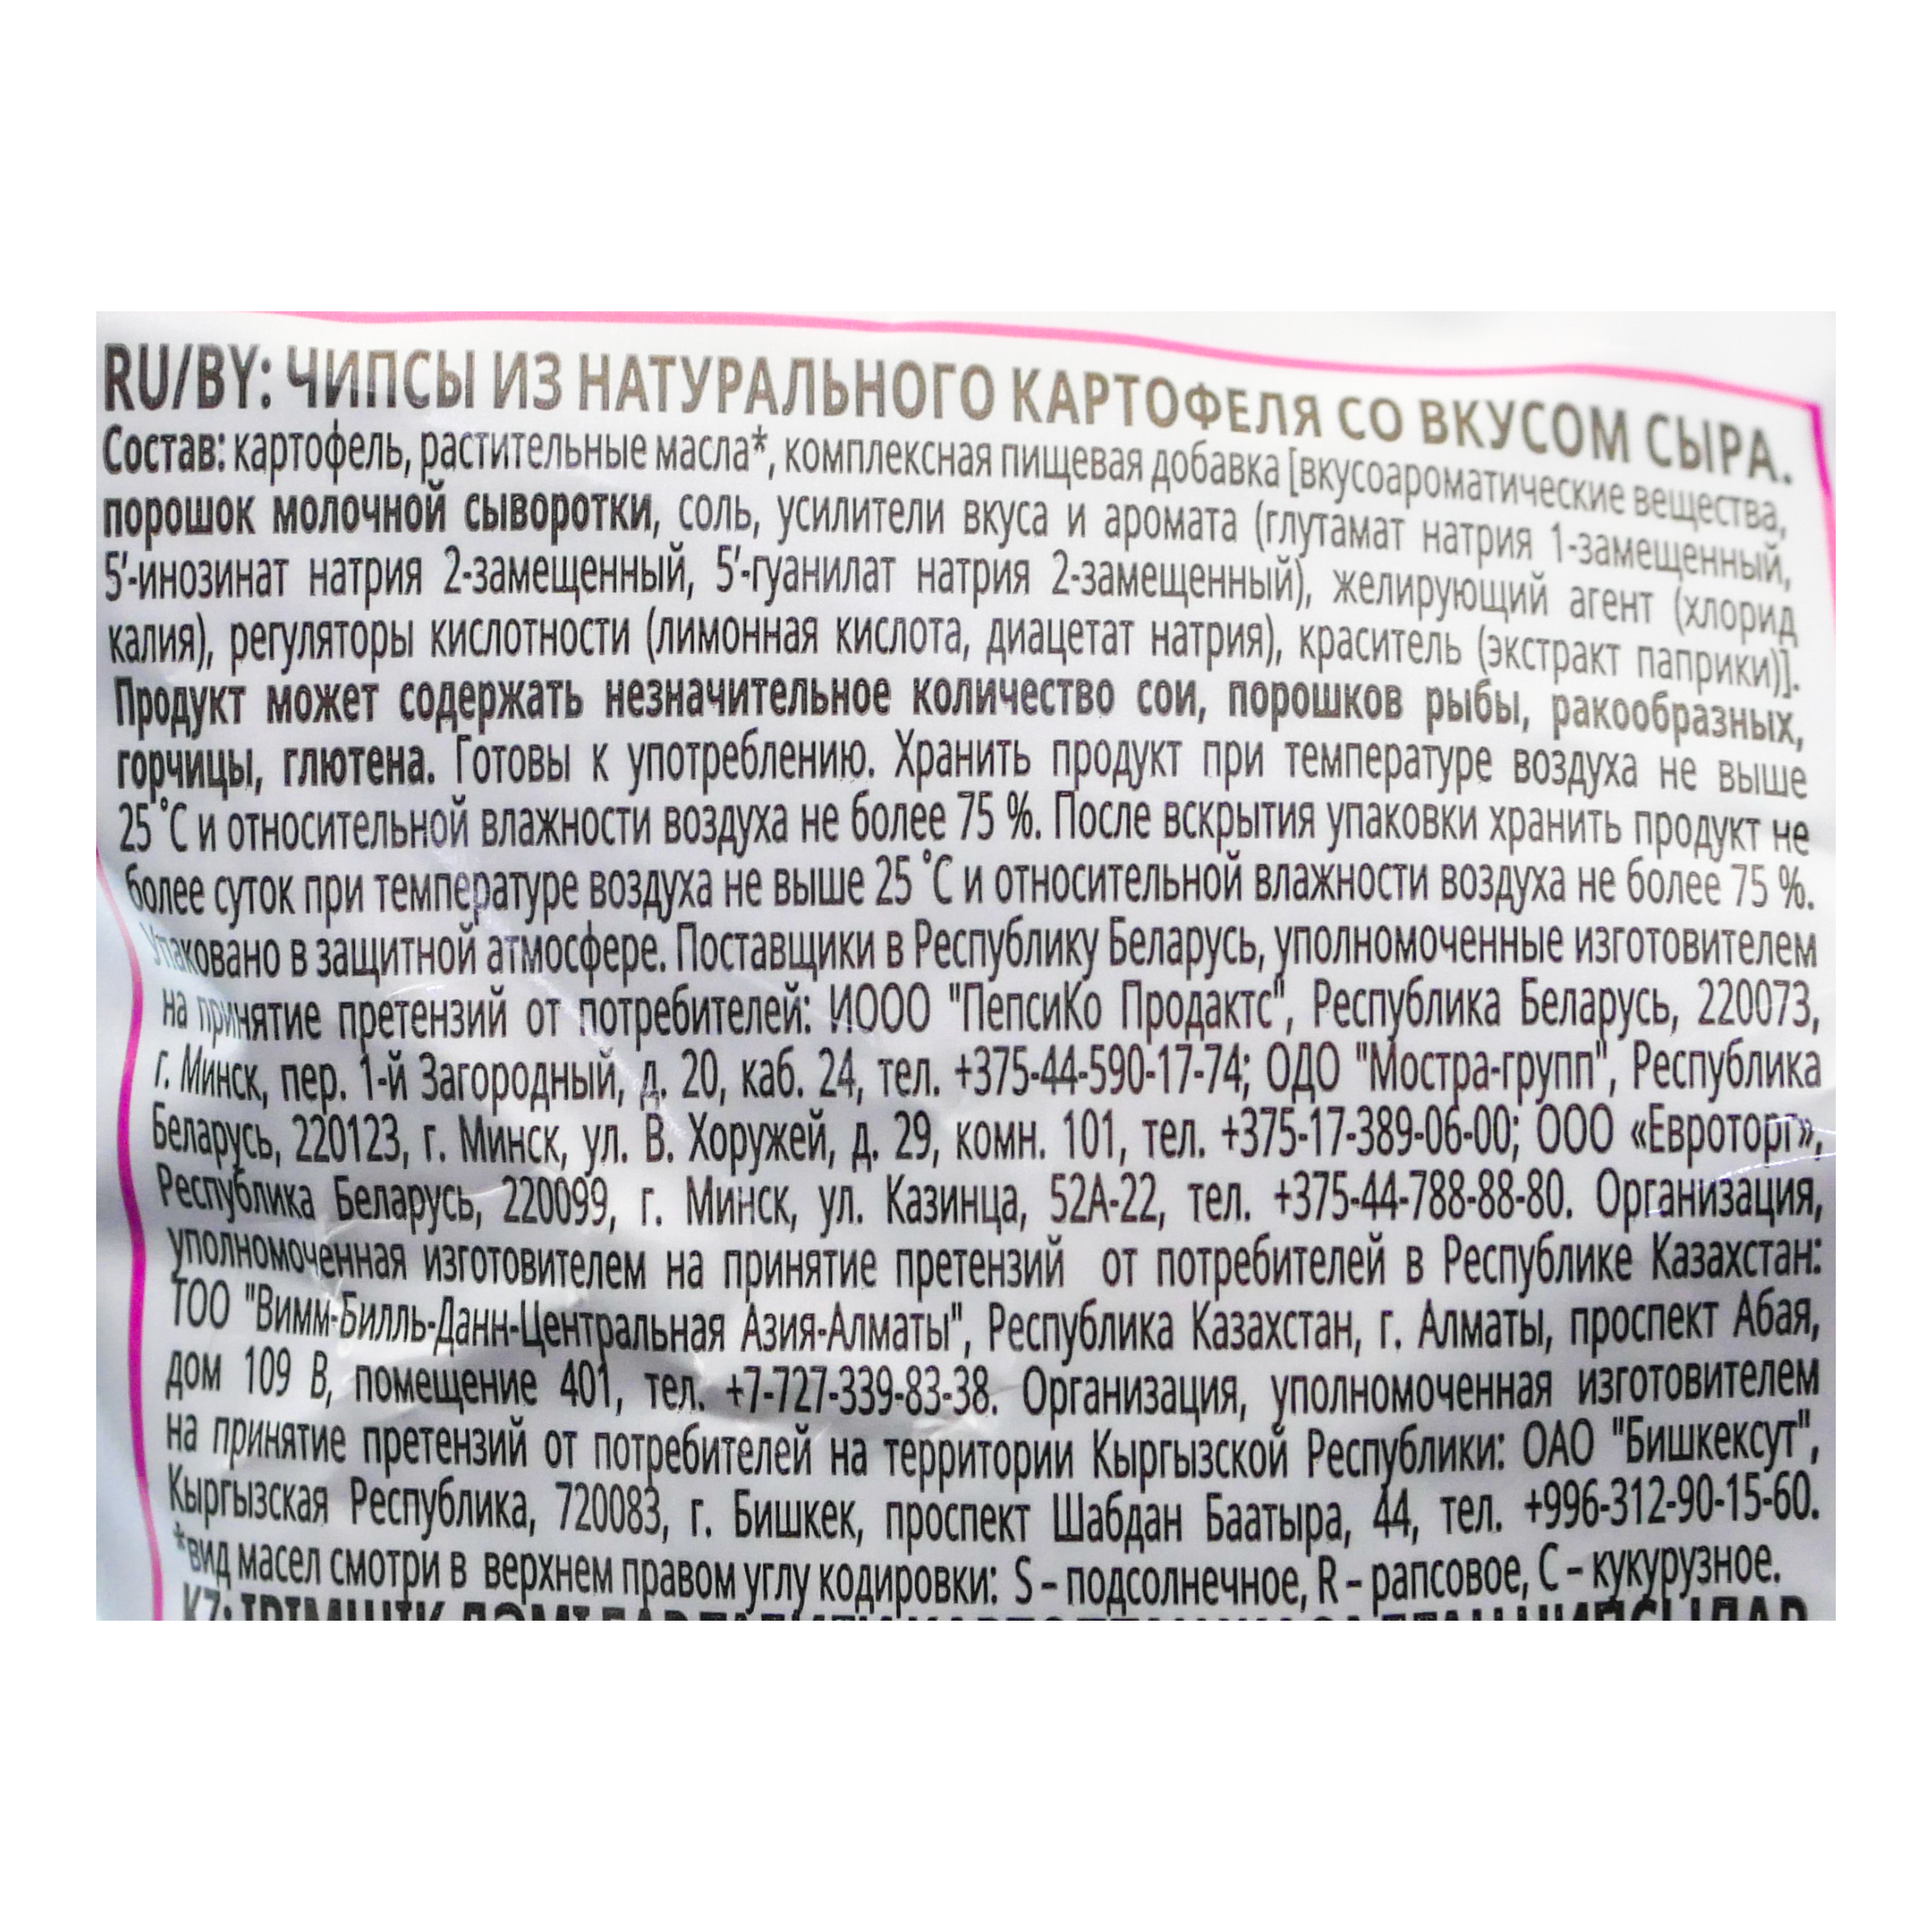 RU/BY: ЧИПСЫ ИЗ НАТУРАЛЬНОГО КАРТОФЕЛЯ СО ВКУСОМ СЫРА.
Состав: картофель, растительные масла*, комплексная пищевая добавка [вкусоароматические вещества,
порошок молочной сыворотки, соль, усилители вкуса и аромата (глутамат натрия 1-замещенный,
5'-инозинат натрия 2-замещенный, 5'-гуанилат натрия 2-замещенный), желирующий агент (хлорид
калия), регуляторы кислотности (лимонная кислота, диацетат натрия), краситель (экстракт паприки)].
Продукт может содержать незначительное количество сои, порошков рыбы, ракообразных,
горчицы, глютена. Готовы к употреблению. Хранить продукт при температуре воздуха не выше
25 °C и относительной влажности воздуха не более 75 %. После вскрытия упаковки хранить продукт не
более суток при температуре воздуха не выше 25 °C и относительной влажности воздуха не более 75 %.
Упаковано в защитной атмосфере. Поставщики в Республику Беларусь, уполномоченные изготовителем
на принятие претензий от потребителей: ИООО "ПепсиКо Продактс", Республика Беларусь, 220073,
г. Минск, пер. 1-й Загородный, д. 20, каб. 24, тел. +375-44-590-17-74; ОДО "Мостра-групп", Республика
Беларусь, 220123, г. Минск, ул. В. Хоружей, д. 29, комн. 101, тел. +375-17-389-06-00; ООО «Евроторг»,
Республика Беларусь, 220099, г. Минск, ул. Казинца, 52А-22, тел. +375-44-788-88-80. Организация,
уполномоченная изготовителем на принятие претензий от потребителей в Республике Казахстан:
ТОО "Вимм-Билль-Данн-Центральная Азия-Алматы", Республика Казахстан, г. Алматы, проспект Абая,
дом 109 В, помещение 401, тел. +7-727-339-83-38. Организация, уполномоченная изготовителем
на принятие претензий от потребителей на территории Кыргызской Республики: ОАО "Бишкексут",
Кыргызская Республика, 720083, г. Бишкек, проспект Шабдан Баатыра, 44, тел. +996-312-90-15-60.
*вид масел смотри в верхнем правом углу кодировки: S – подсолнечное, R – рапсовое, C – кукурузное.
KZ: ІРІМШІК